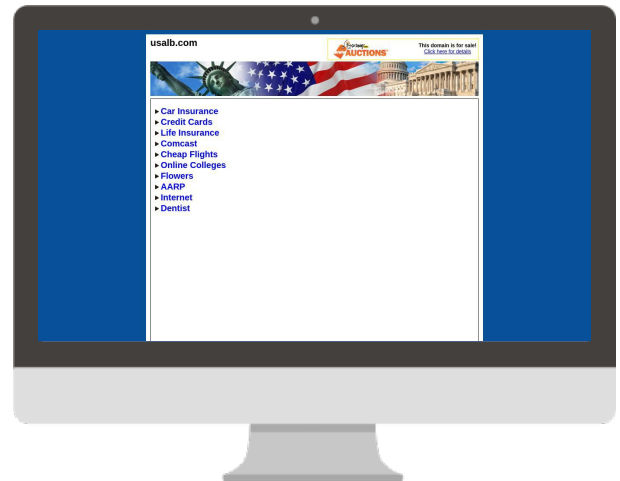 usalb.com
AUCTIONS
This domain is for sale!
Click here for details
Car Insurance
Credit Cards
Life Insurance
Comcast
Cheap Flights
Online Colleges
Flowers
AARP
Internet
Dentist